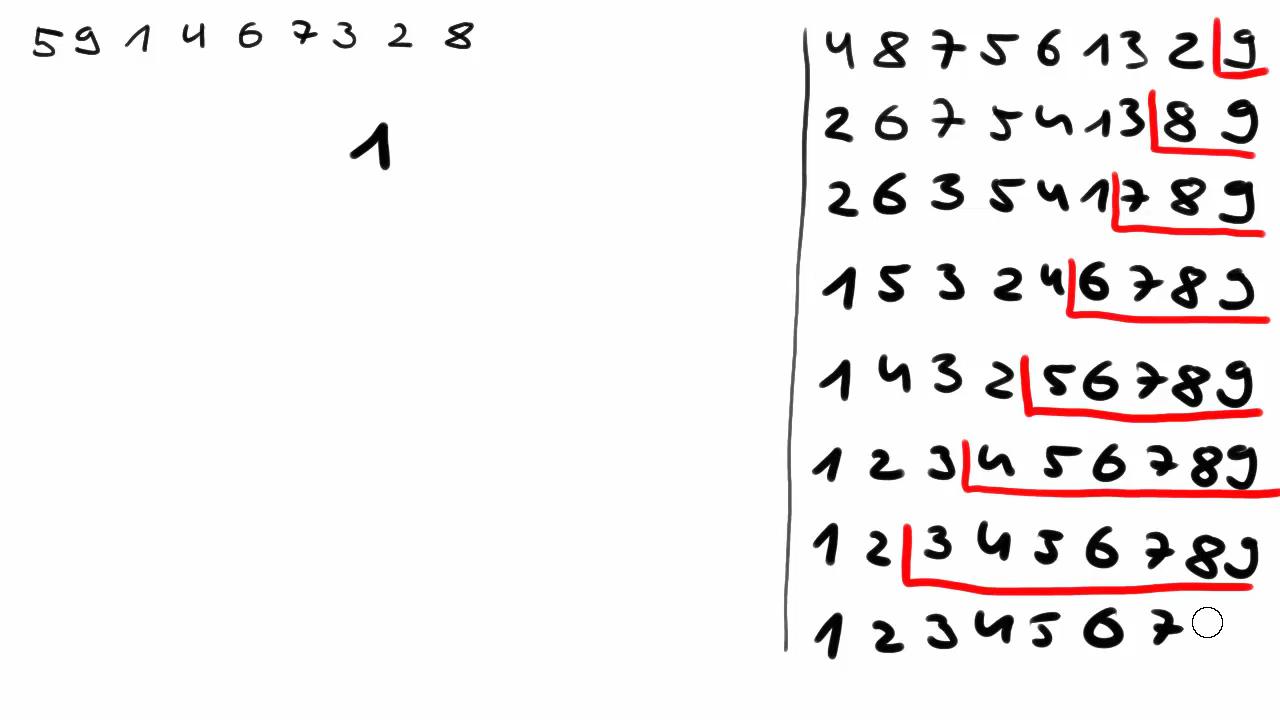 5 9 1 4 6 7 3 2 8
1
4 8 7 5 6 1 3 2 9
2 6 7 5 4 1 3 8 9
2 6 3 5 4 1 7 8 9
1 5 3 2 4 6 7 8 9
1 4 3 2 5 6 7 8 9
1 2 3 4 5 6 7 8 9
1 2 3 4 5 6 7 8 9
1 2 3 4 5 6 7